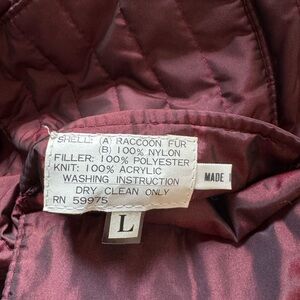 SHELL: (A) RACCOON FUR
(B) 100% NYLON
FILLER: 100% POLYESTER
KNIT: 100% ACRYLIC
WASHING INSTRUCTION
DRY CLEAN ONLY
RN 59975
MADE
L